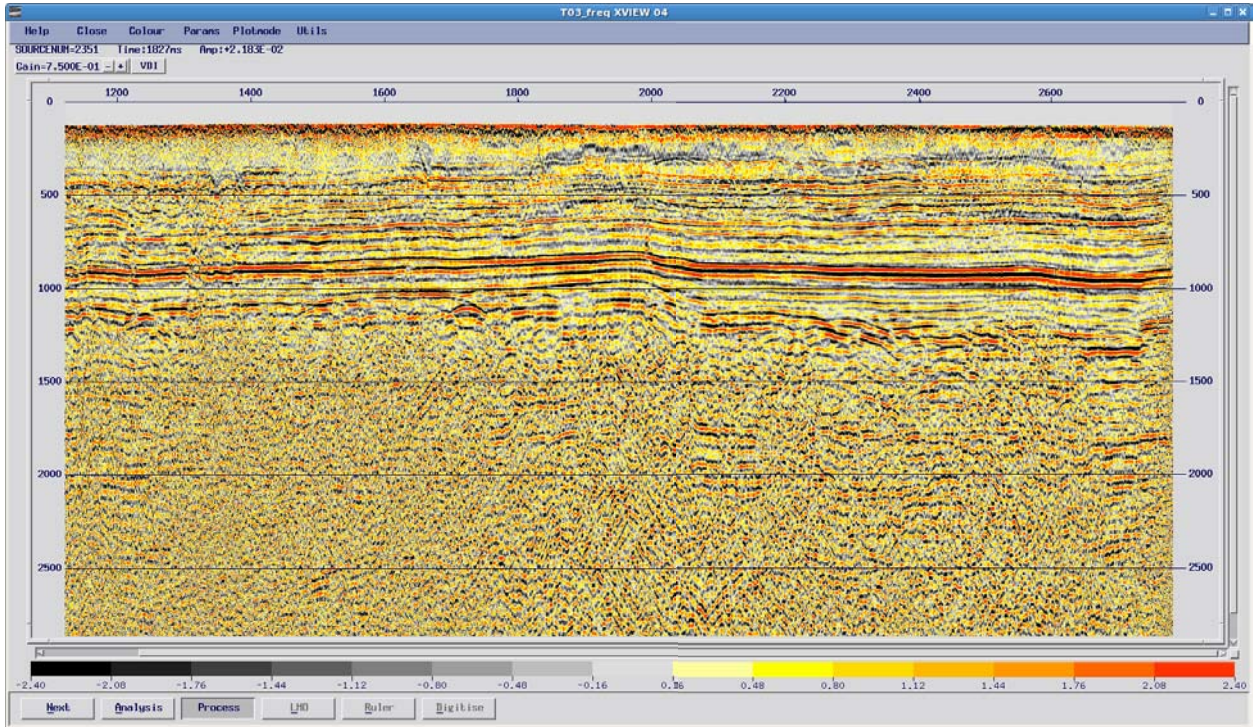 T03_freq XVIEW 04
Help Close Colour Params Plotmode Utils
SOURCENUM=2351 Time:1827ms Amp:+2.183E-02
Gain=7.500E-01 - + VDI
1200 1400 1600 1800 2000 2200 2400 2600
0 0
500 500
1000 1000
1500 1500
2000 2000
2500 2500
-2.40 -2.08 -1.76 -1.44 -1.12 -0.80 -0.48 -0.16 0.16 0.48 0.80 1.12 1.44 1.76 2.08 2.40
Next Analysis Process LMO Ruler Digitise